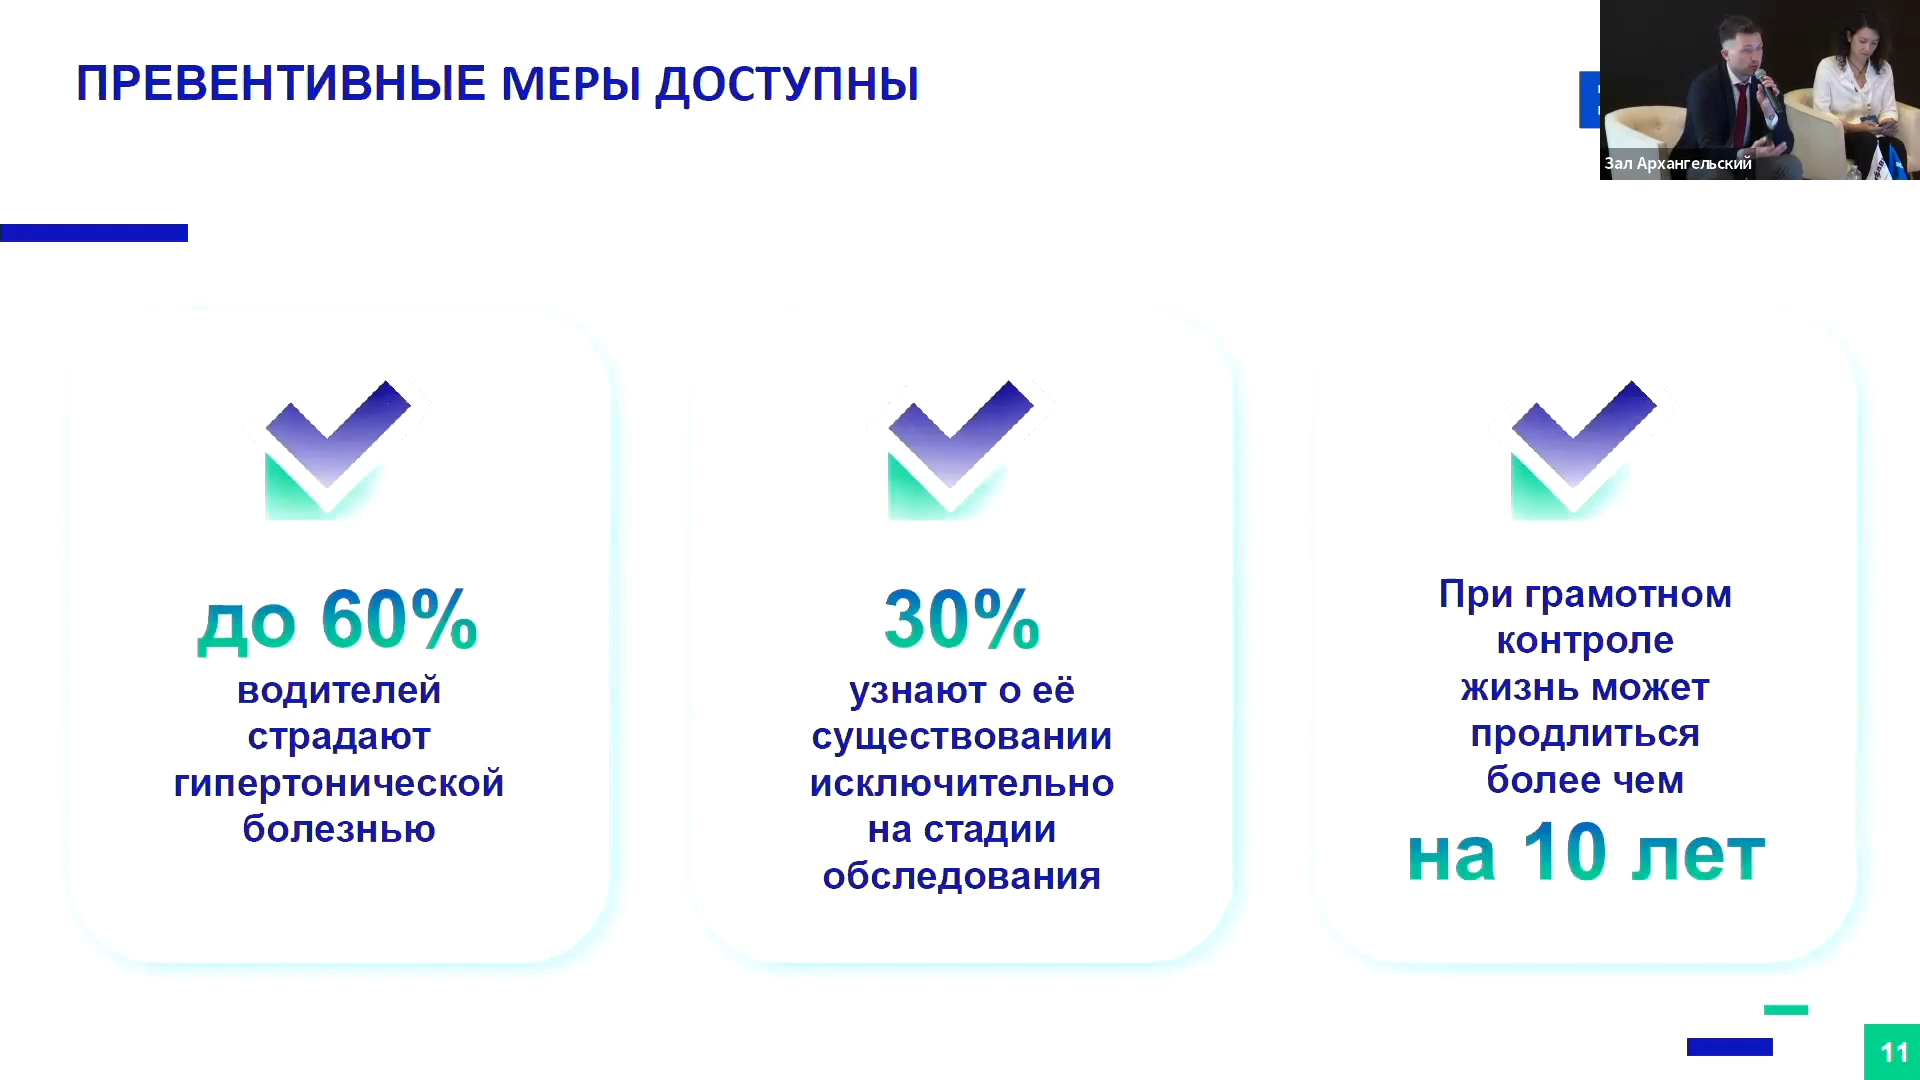 ПРЕВЕНТИВНЫЕ МЕРЫ ДОСТУПНЫ
Зал Архангельский
до 60%
водителей
страдают
гипертонической
болезнью
30%
узнают о её
существовании
исключительно
на стадии
обследования
При грамотном
контроле
жизнь может
продлиться
более чем
на 10 лет
11